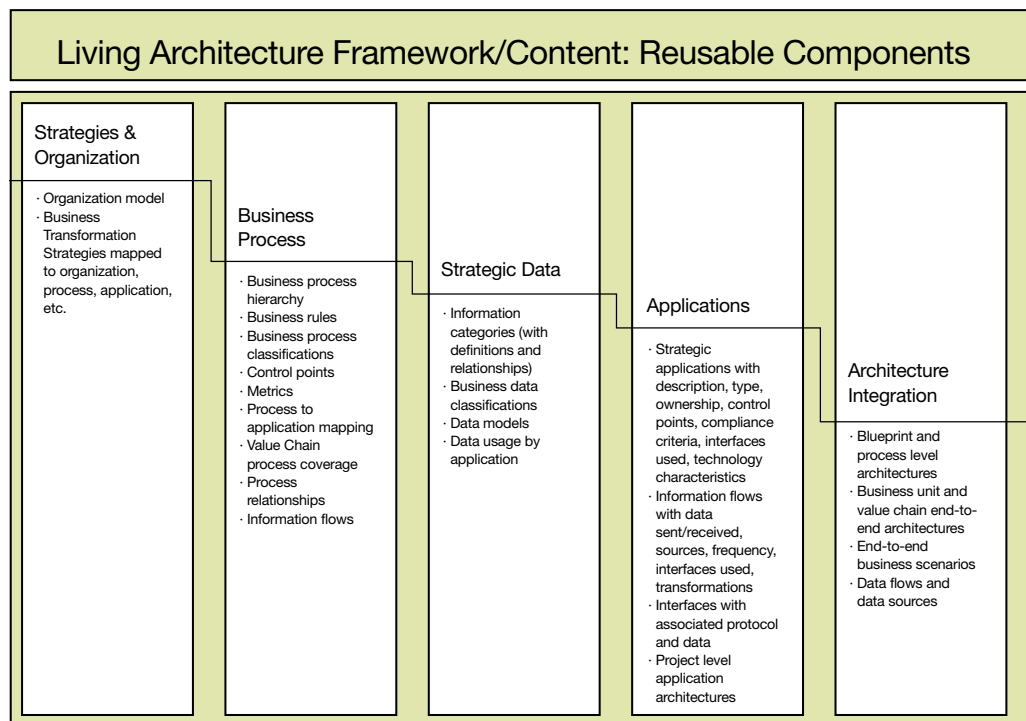 Living Architecture Framework/Content: Reusable Components
Strategies &
Organization
· Organization model
· Business
Transformation
Strategies mapped
to organization,
process, application,
etc.
Business
Process
· Business process
hierarchy
· Business rules
· Business process
classifications
· Control points
· Metrics
· Process to
application mapping
· Value Chain
process coverage
· Process
relationships
· Information flows
Strategic Data
· Information
categories (with
definitions and
relationships)
· Business data
classifications
· Data models
· Data usage by
application
Applications
· Strategic
applications with
description, type,
ownership, control
points, compliance
criteria, interfaces
used, technology
characteristics
· Information flows
with data
sent/received,
sources, frequency,
interfaces used,
transformations
· Interfaces with
associated protocol
and data
· Project level
application
architectures
Architecture
Integration
· Blueprint and
process level
architectures
· Business unit and
value chain end-to-
end architectures
· End-to-end
business scenarios
· Data flows and
data sources